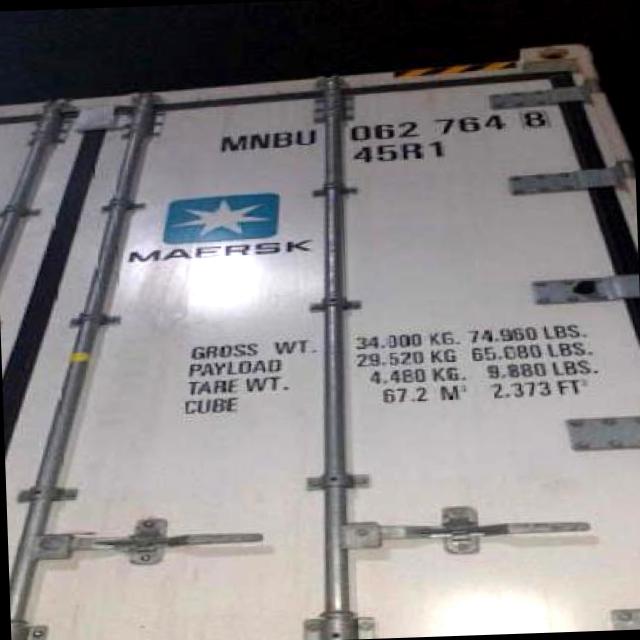 MNBU 062 764 8
45R1
MAERSK
GROSS WT. 34.000 KG. 74.960 LBS.
PAYLOAD 29.520 KG 65.080 LBS.
TARE WT. 4.480 KG. 9.880 LBS.
CUBE 67.2 M³ 2.373 FT³